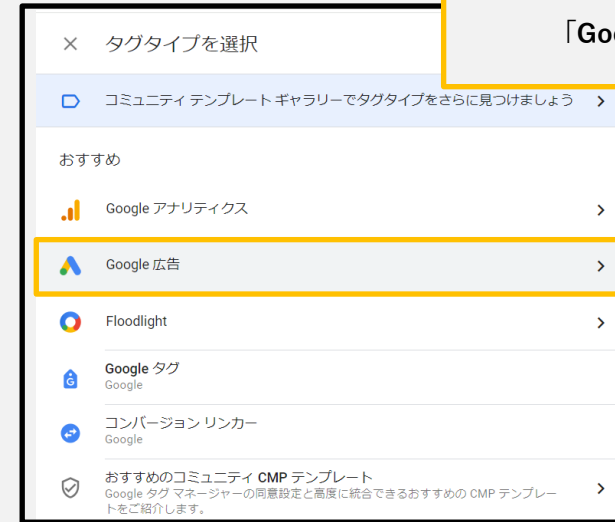 「Goo
タグタイプを選択
コミュニティ テンプレート ギャラリーでタグタイプをさらに見つけましょう
おすすめ
Google アナリティクス
Google 広告
Floodlight
Google タグ
Google
コンバージョン リンカー
Google
おすすめのコミュニティ CMP テンプレート
Google タグ マネージャーの同意設定と高度に統合できるおすすめの CMP テンプレー
トをご紹介します。